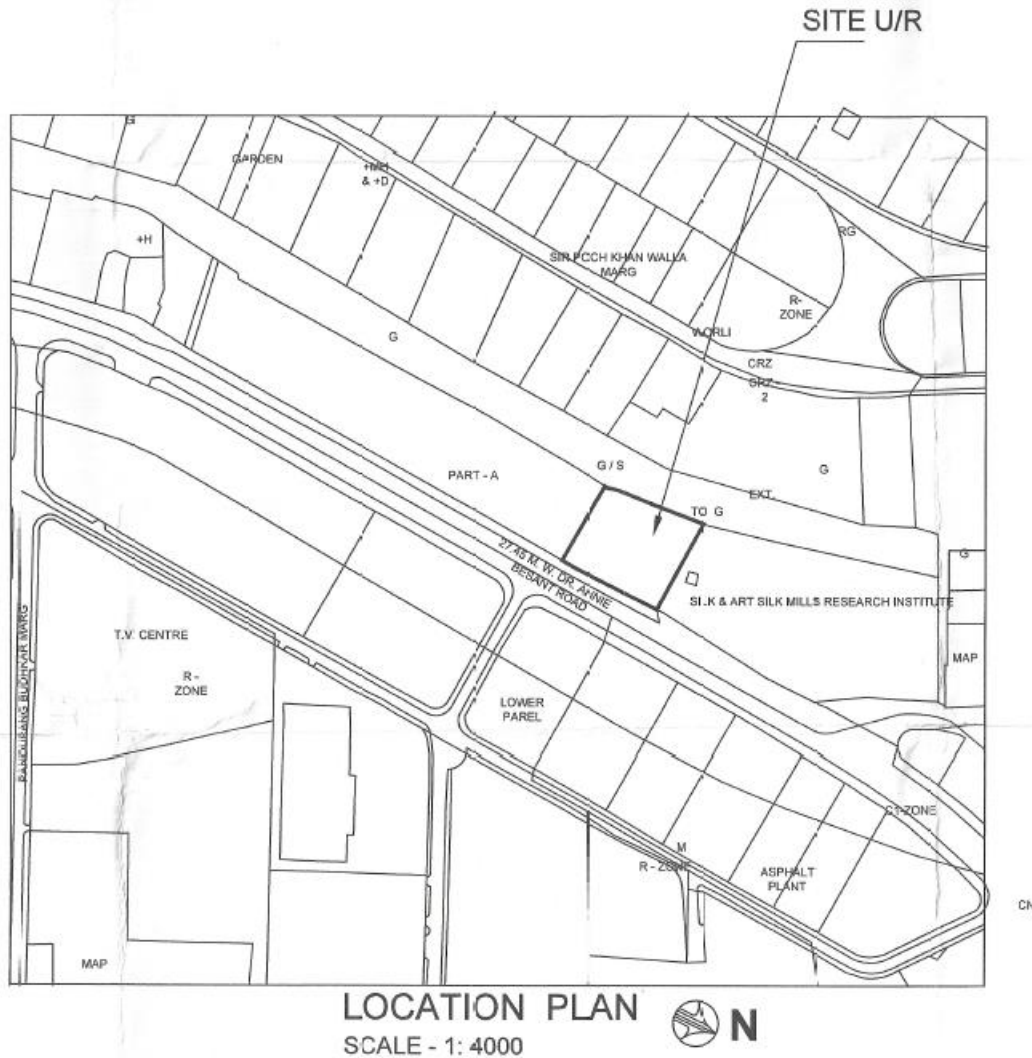 SITE U/R
G
GARDEN
+MH
& +D
+H
RG
SIR POCH KHAN WALLA
MARG
R-
ZONE
WORLI
G
CRZ
CRZ -
2
PART - A
G / S
G
EXT.
TO G
27.45 M. W. DR. ANNIE
BESANT ROAD
G
SILK & ART SILK MILLS RESEARCH INSTITUTE
T.V. CENTRE
R -
ZONE
MAP
PANDURANG BUDHKAR MARG
LOWER
PAREL
C1-ZONE
M
R - ZONE
ASPHALT
PLANT
CN
MAP
LOCATION PLAN
N
SCALE - 1: 4000